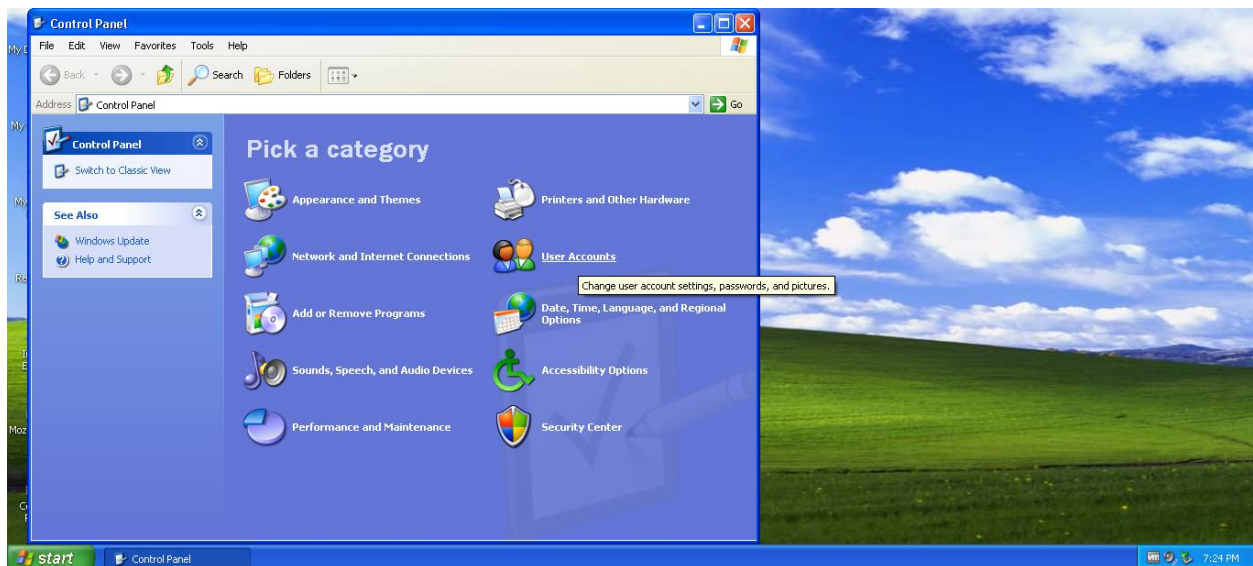 Control Panel
File Edit View Favorites Tools Help
Back Search Folders
Address Control Panel Go
Control Panel
Switch to Classic View
See Also
Windows Update
Help and Support
Pick a category
Appearance and Themes
Printers and Other Hardware
Network and Internet Connections
User Accounts
Change user account settings, passwords, and pictures.
Add or Remove Programs
Date, Time, Language, and Regional
Options
Sounds, Speech, and Audio Devices
Accessibility Options
Performance and Maintenance
Security Center
My
My
Moz
start Control Panel 7:24 PM